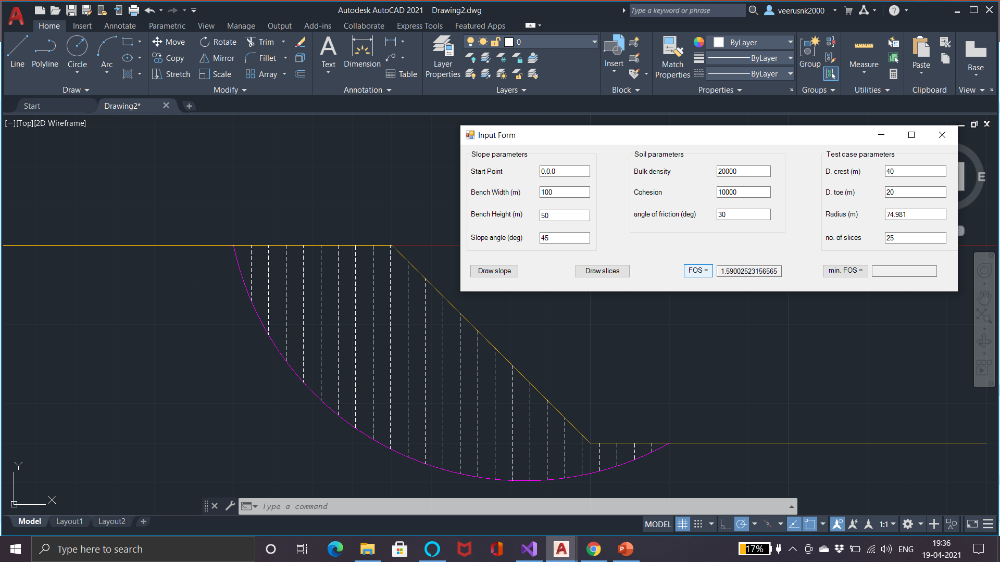 Autodesk AutoCAD 2021 Drawing2.dwg
Type a keyword or phrase
veerusnk2000
Home Insert Annotate Parametric View Manage Output Add-ins Collaborate Express Tools Featured Apps
Line Polyline Circle Arc
Move Rotate Trim
Copy Mirror Fillet
Stretch Scale Array
Text Dimension Table
Layer Properties
0
Insert
Match Properties
ByLayer
ByLayer
ByLayer
Group
Measure
Paste
Base
Draw Modify Annotation Layers Block Properties Groups Utilities Clipboard View
Start Drawing2*
[−][Top][2D Wireframe]
Input Form
Slope parameters
Start Point 0,0,0
Bench Width (m) 100
Bench Height (m) 50
Slope angle (deg) 45
Soil parameters
Bulk density 20000
Cohesion 10000
angle of friction (deg) 30
Test case parameters
D. crest (m) 40
D. toe (m) 20
Radius (m) 74.981
no. of slices 25
Draw slope Draw slices FOS = 1.59002523156565 min. FOS =
E
Y
X
Type a command
Model Layout1 Layout2
MODEL 1:1
Type here to search
17%
ENG
19:36
19-04-2021